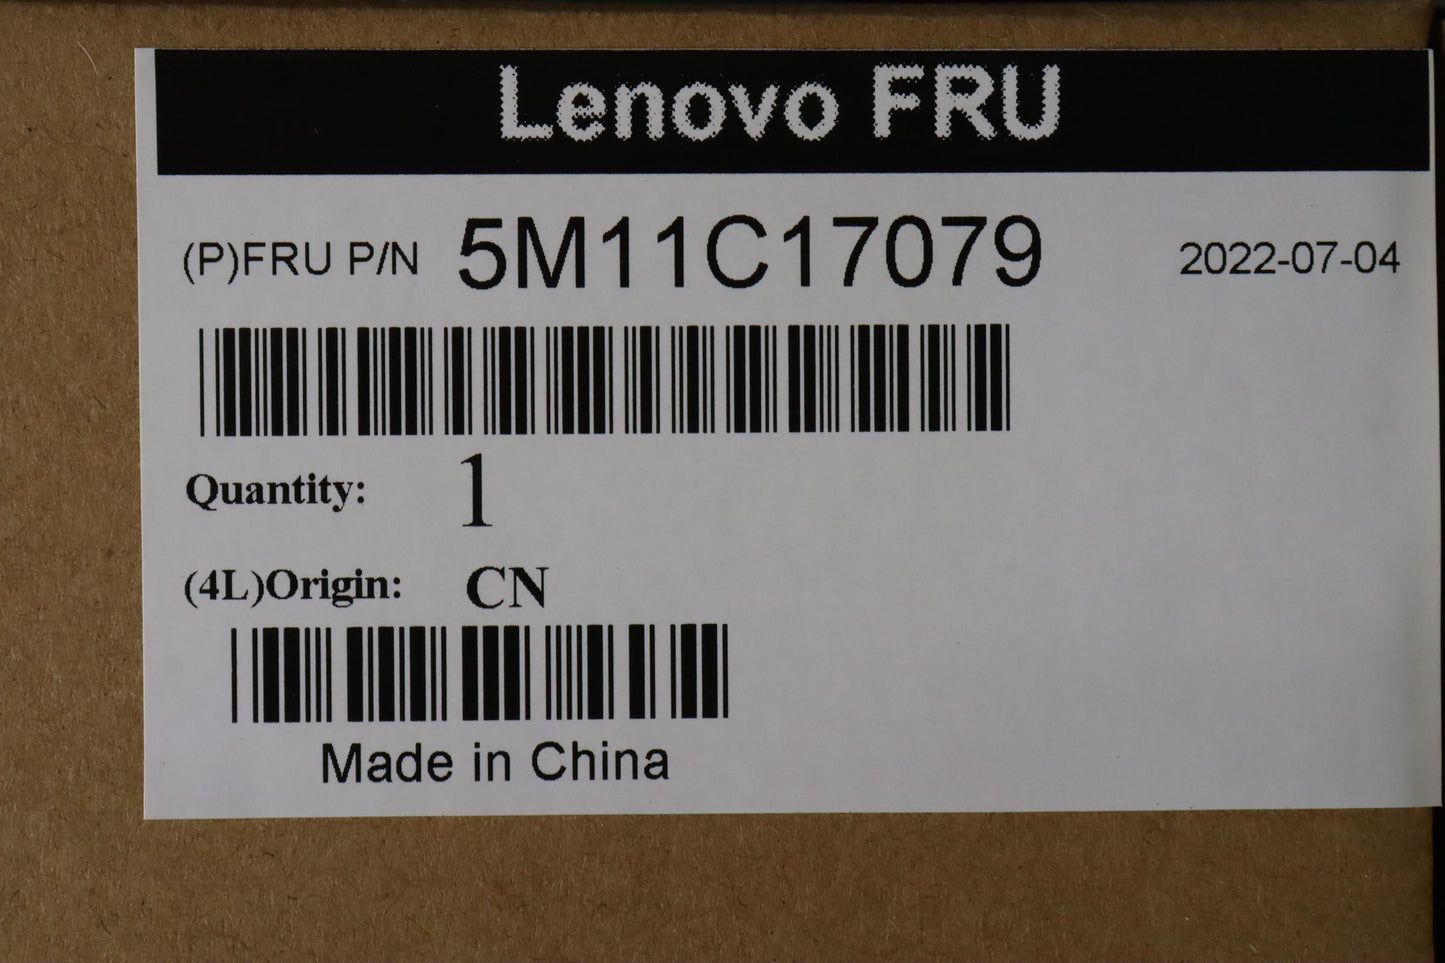 Lenovo FRU
(P)FRU P/N 5M11C17079 2022-07-04
Quantity: 1
(4L)Origin: CN
Made in China